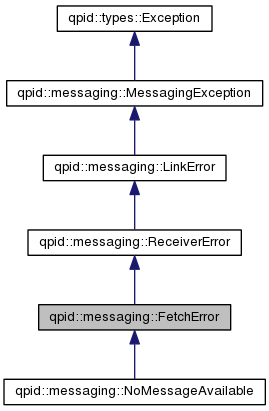 qpid::types::Exception
qpid::messaging::MessagingException
qpid::messaging::LinkError
qpid::messaging::ReceiverError
qpid::messaging::FetchError
qpid::messaging::NoMessageAvailable